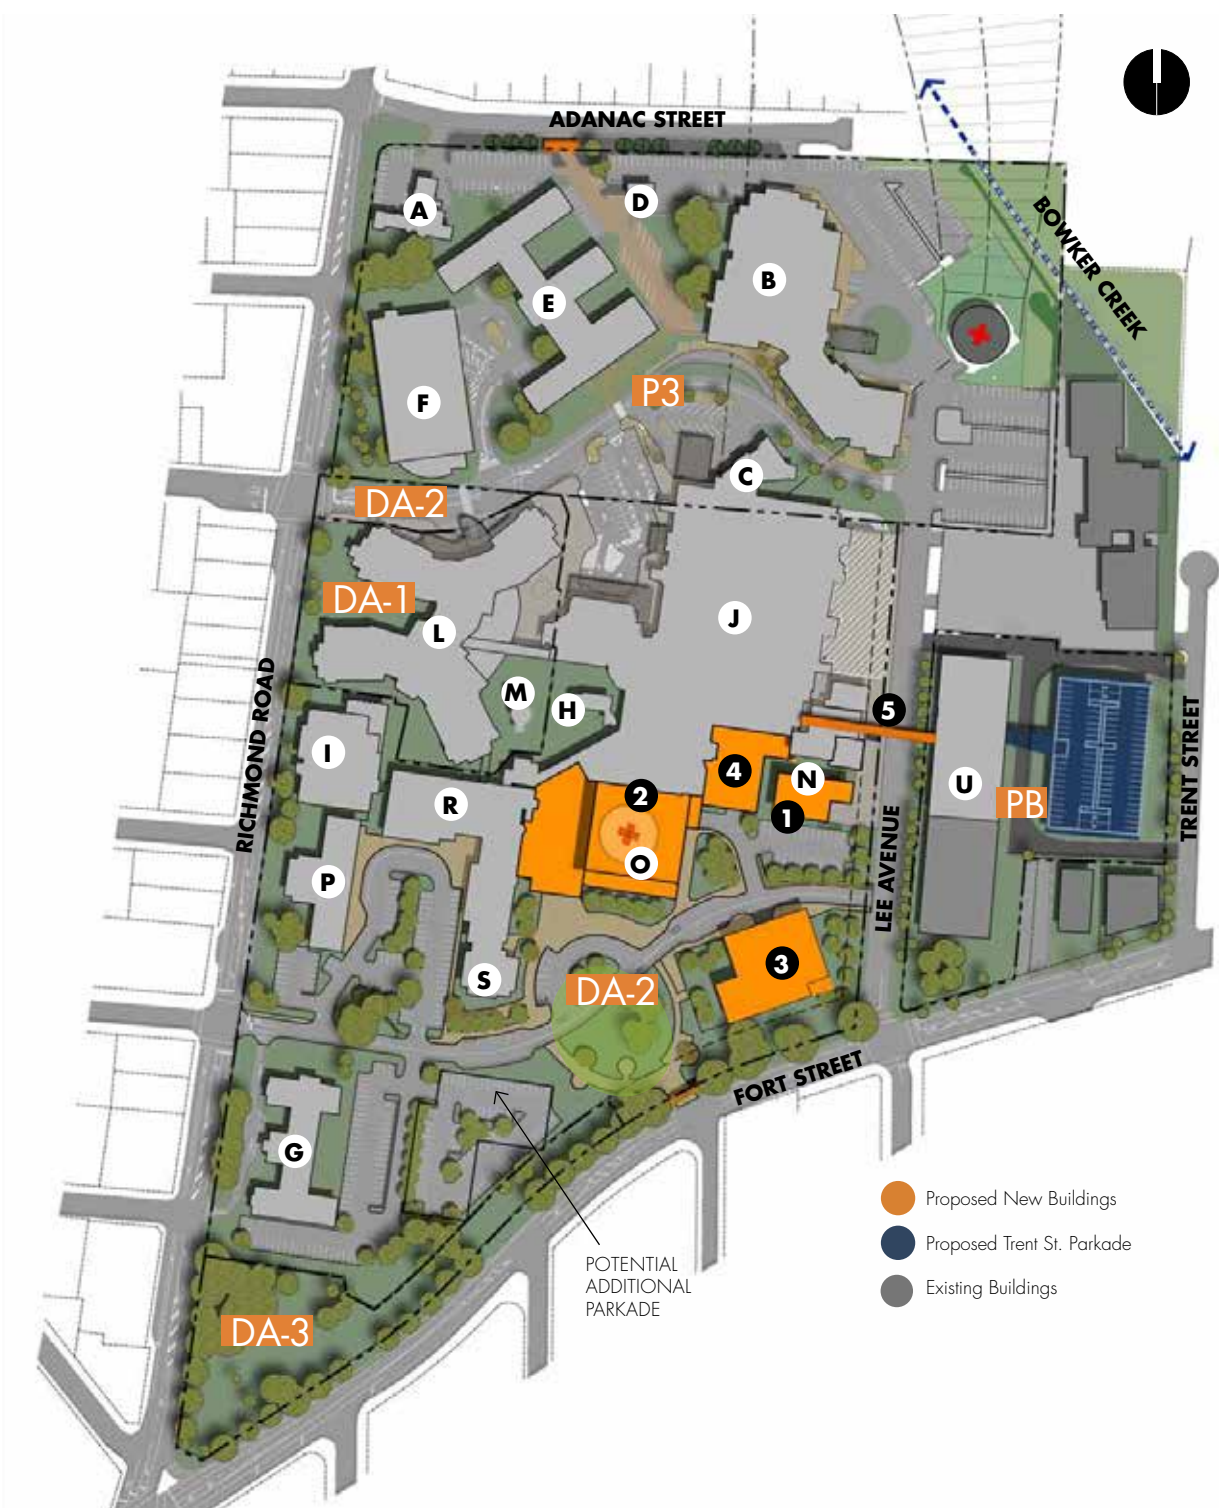 ADANAC STREET
A
D
BOWKER CREEK
B
E
P3
F
C
DA-2
DA-1
L
J
M
H
5
RICHMOND ROAD
I
4
N
U
TRENT STREET
R
2
1
PB
O
LEE AVENUE
P
3
S
DA-2
FORT STREET
G
Proposed New Buildings
Proposed Trent St. Parkade
Existing Buildings
POTENTIAL
ADDITIONAL
PARKADE
DA-3